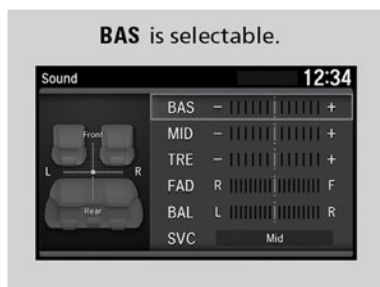 BAS is selectable.
Sound 12:34
BAS - +
MID - +
TRE - +
FAD R F
BAL L R
SVC Mid
Front
L R
Rear